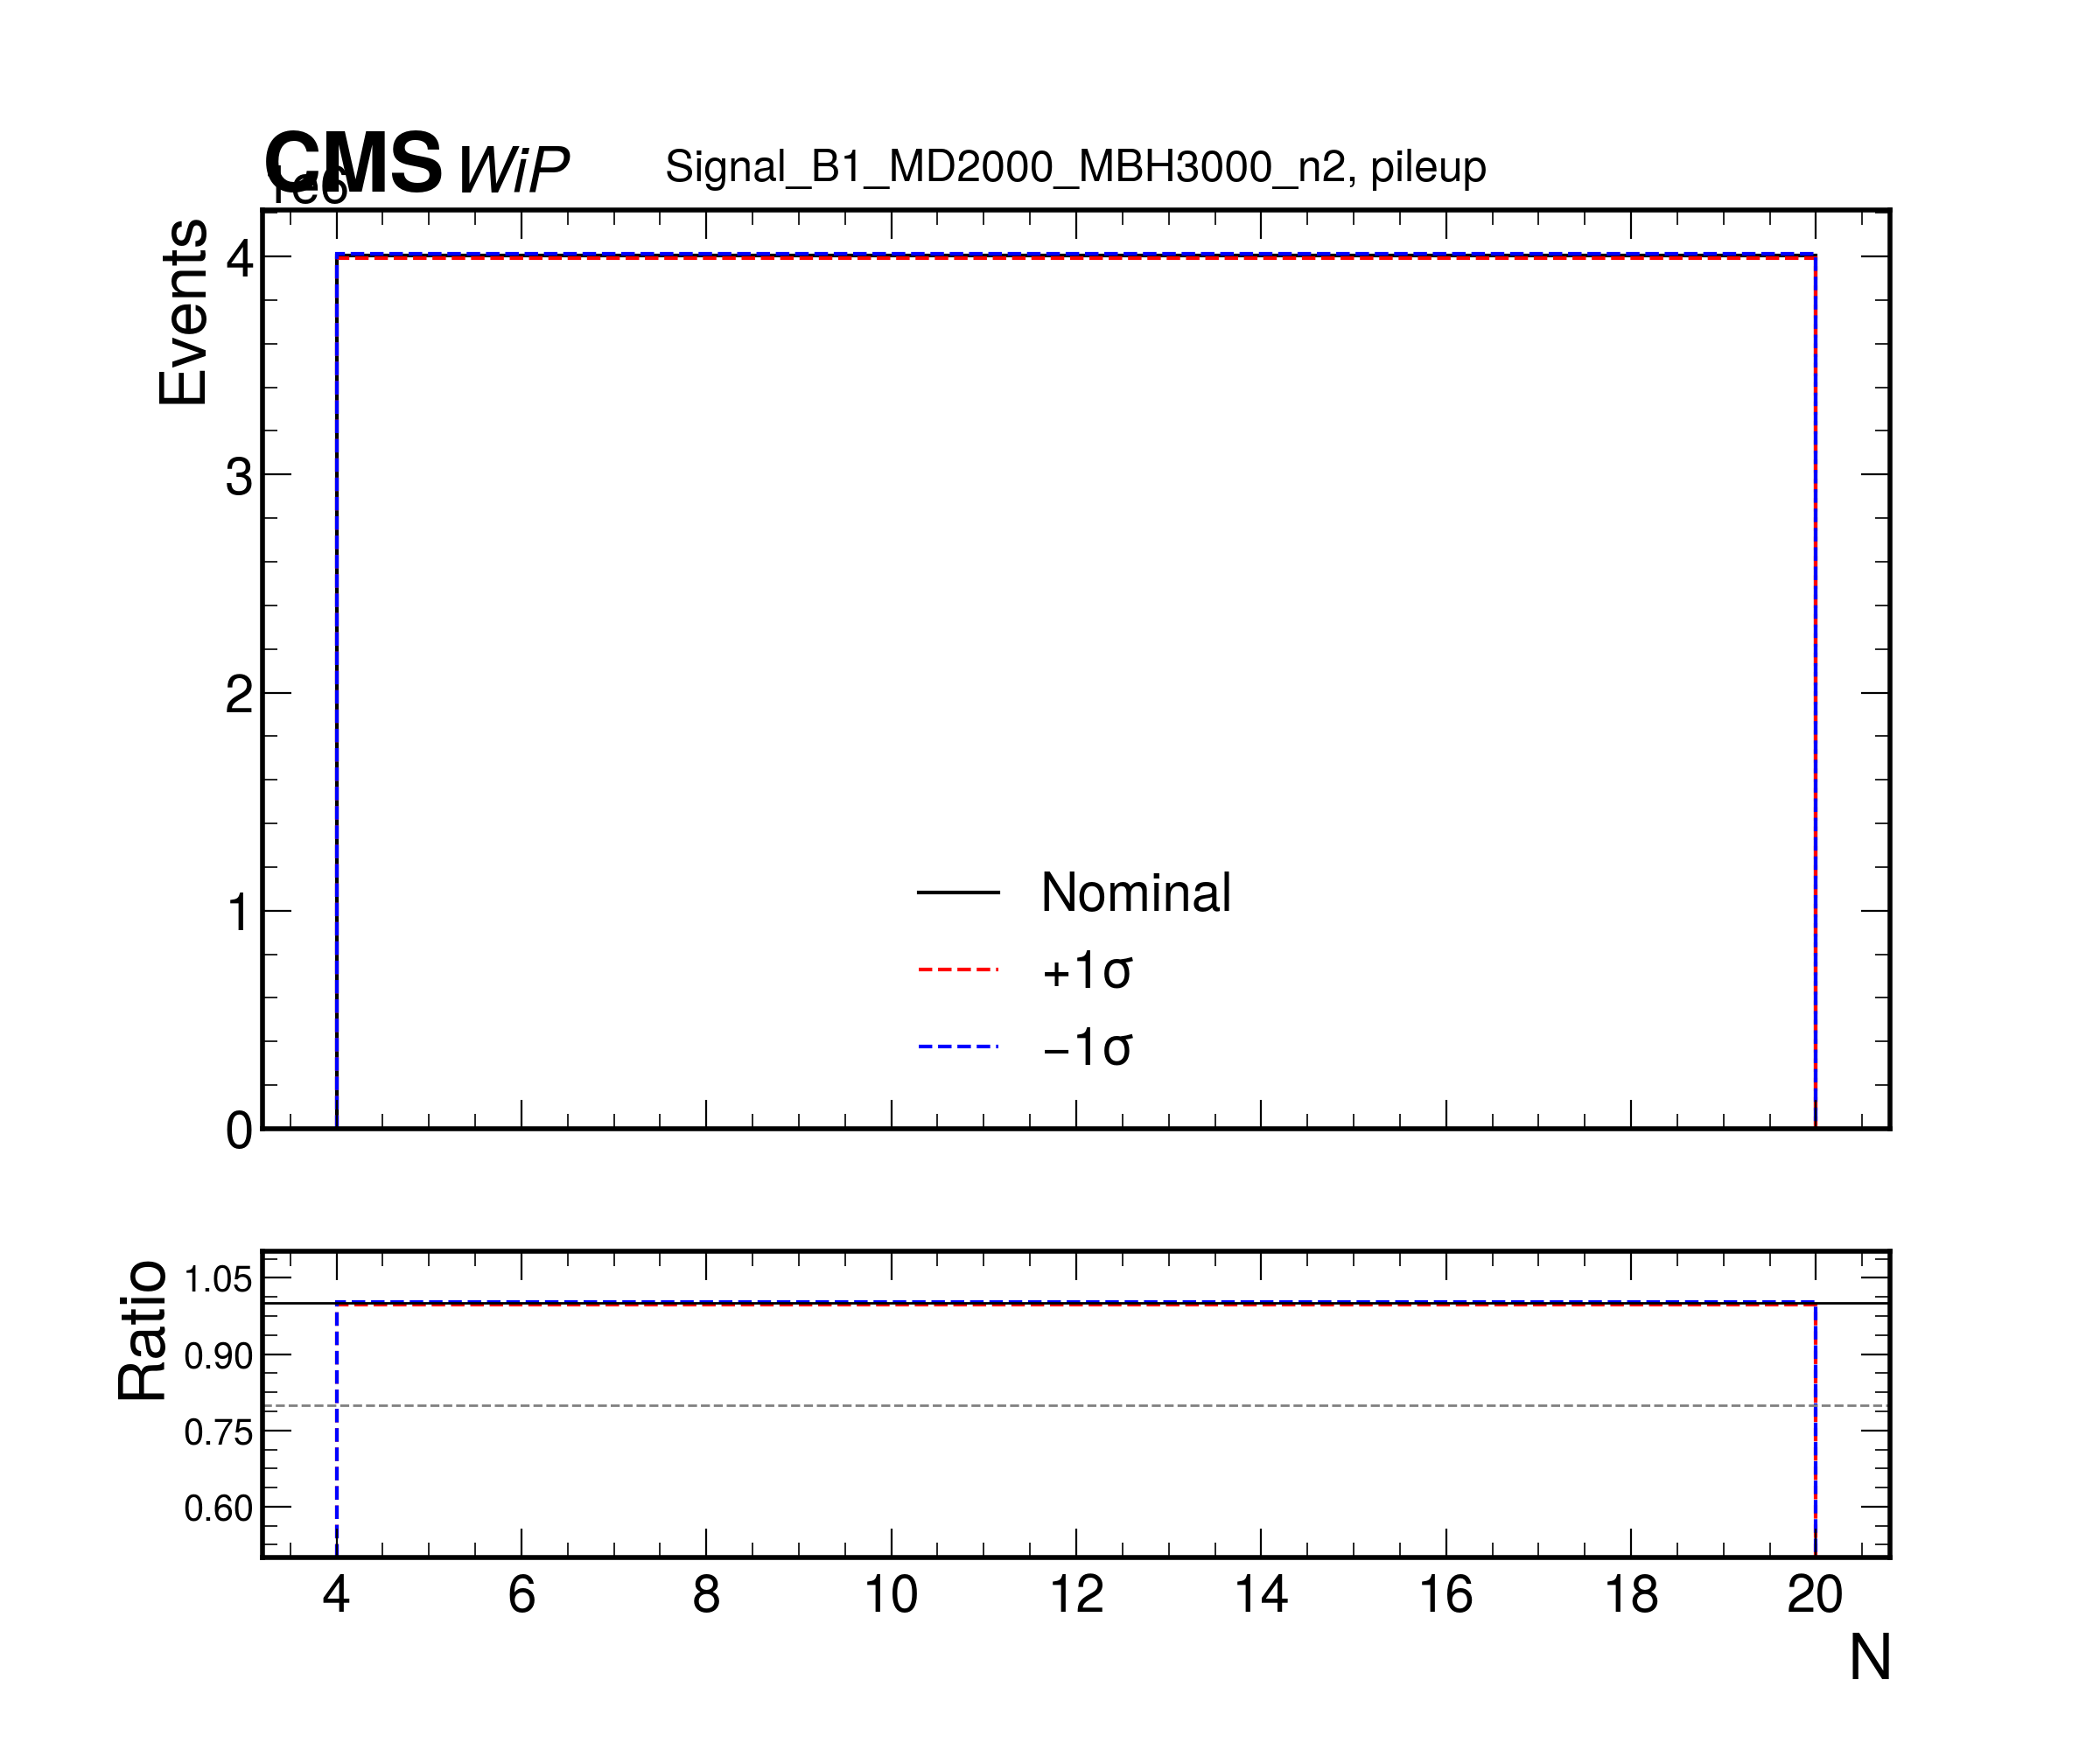 CMS WiP Signal_B1_MD2000_MBH3000_n2, pileup
1e6
Events
4
3
2
1
0
Nominal
+1σ
−1σ
Ratio
1.05
0.90
0.75
0.60
4 6 8 10 12 14 16 18 20
N